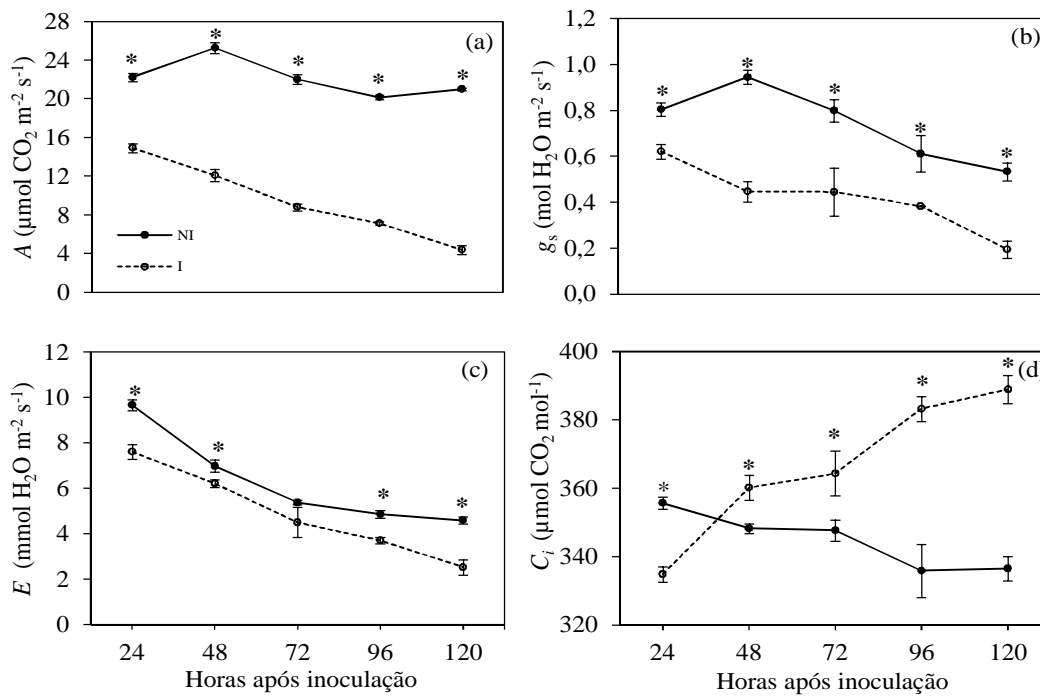 28
24
20
16
12
8
4
0
A (µmol CO2 m-2 s-1)
(a)
* * * * *
NI
I
1,2
1,0
0,8
0,6
0,4
0,2
0,0
gs (mol H2O m-2 s-1)
(b)
* * * * *
12
10
8
6
4
2
0
E (mmol H2O m-2 s-1)
(c)
* * * *
24 48 72 96 120
Horas após inoculação
400
380
360
340
320
Ci (µmol CO2 mol-1)
(d)
* * * * *
24 48 72 96 120
Horas após inoculação